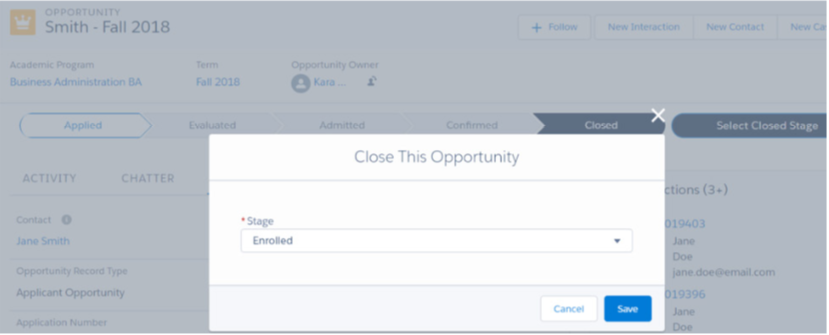 OPPORTUNITY
Smith - Fall 2018
+ Follow
New Interaction
New Contact
New Ca
Academic Program
Term
Opportunity Owner
Business Administration BA
Fall 2018
Kara ...
Applied
Evaluated
Admitted
Confirmed
Closed
Select Closed Stage
Close This Opportunity
ACTIVITY
CHATTER
ctions (3+)
Contact
* Stage
019403
Jane Smith
Enrolled
Jane
Doe
Opportunity Record Type
jane.doe@email.com
Applicant Opportunity
019396
Cancel
Save
Jane
Application Number
Doe